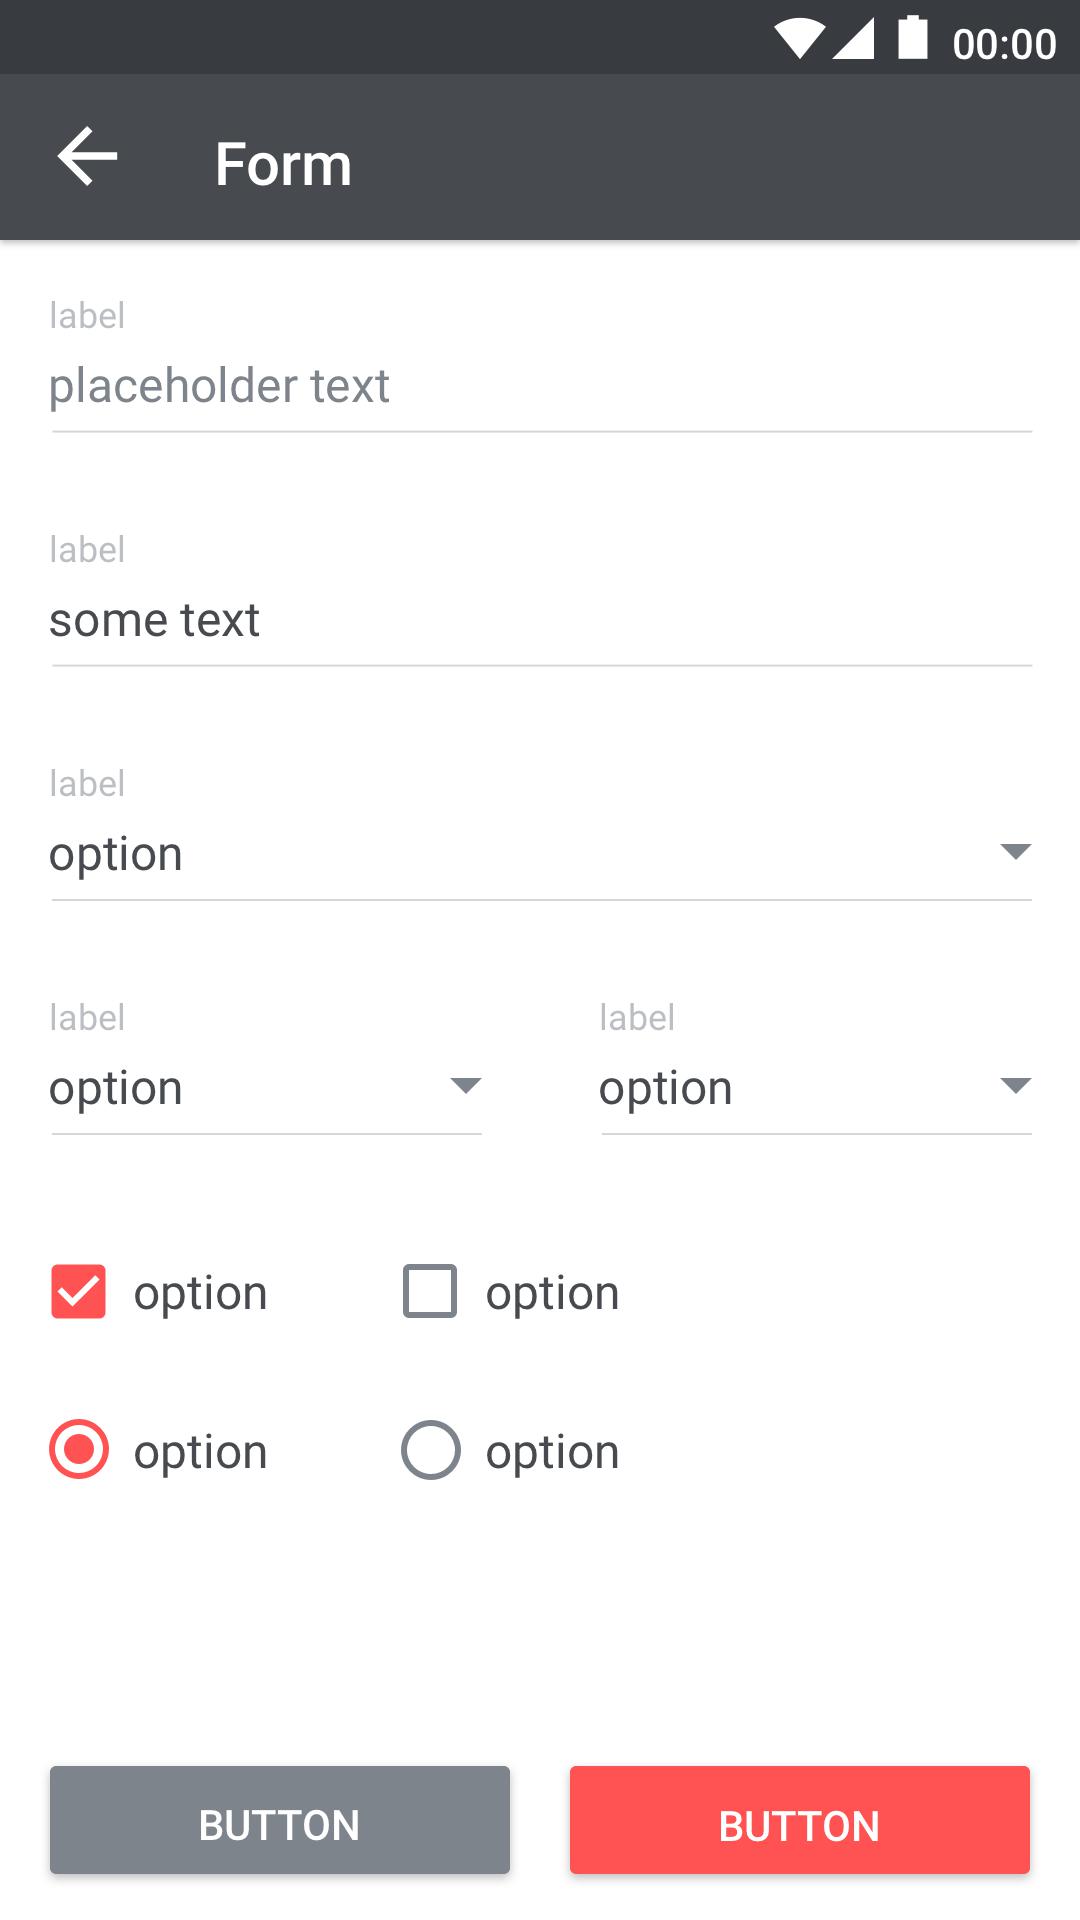 00:00
Form
label
placeholder text
label
some text
label
option
label label
option option
option option
option option
BUTTON BUTTON